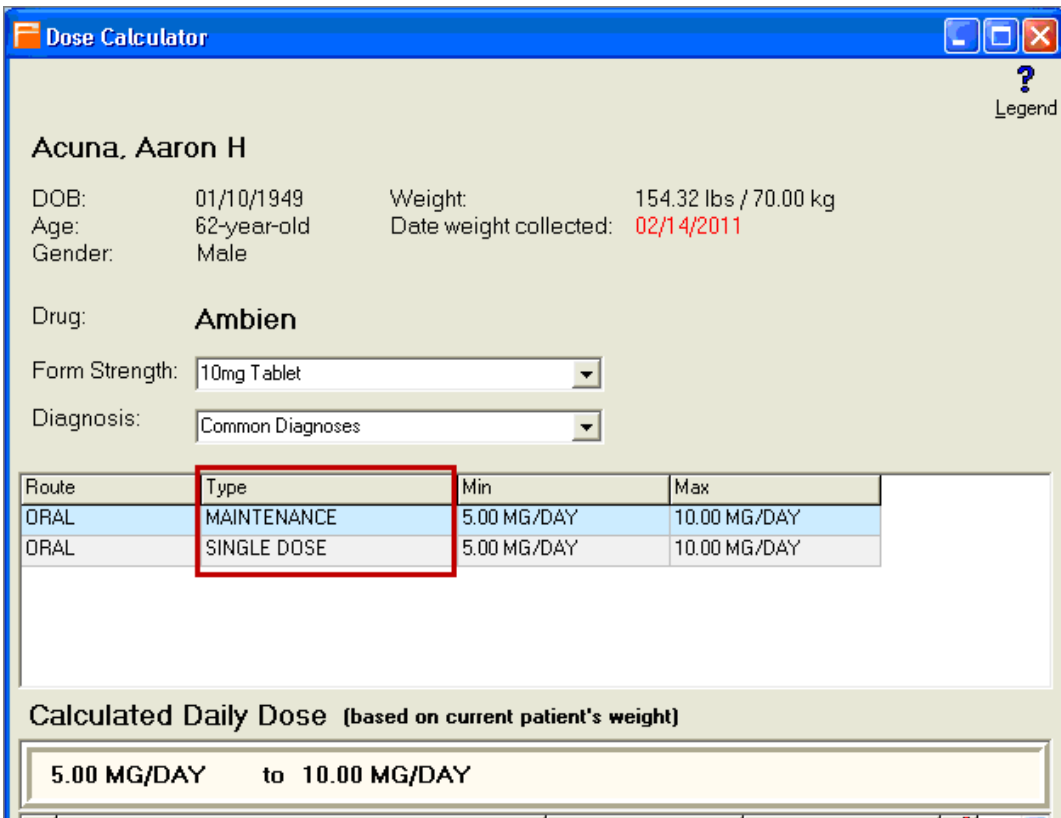 Dose Calculator
?
Legend
Acuna, Aaron H
DOB: 01/10/1949 Weight: 154.32 lbs / 70.00 kg
Age: 62-year-old Date weight collected: 02/14/2011
Gender: Male
Drug: Ambien
Form Strength: 10mg Tablet
Diagnosis: Common Diagnoses
Route Type Min Max
ORAL MAINTENANCE 5.00 MG/DAY 10.00 MG/DAY
ORAL SINGLE DOSE 5.00 MG/DAY 10.00 MG/DAY
Calculated Daily Dose (based on current patient's weight)
5.00 MG/DAY to 10.00 MG/DAY